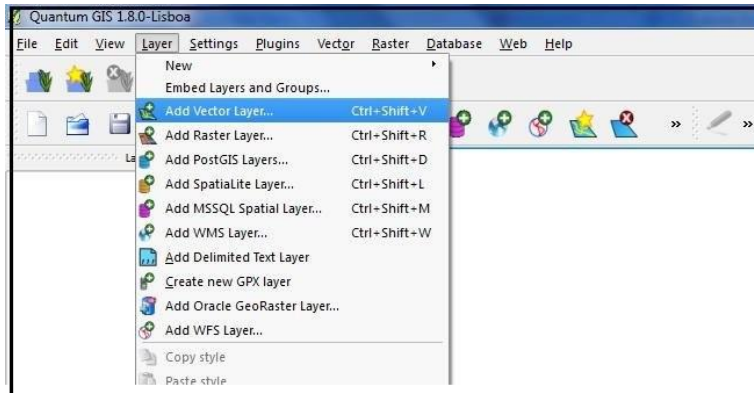 Quantum GIS 1.8.0-Lisboa
File Edit View Layer Settings Plugins Vector Raster Database Web Help
New
Embed Layers and Groups...
Add Vector Layer... Ctrl+Shift+V
Add Raster Layer... Ctrl+Shift+R
Add PostGIS Layers... Ctrl+Shift+D
Add SpatiaLite Layer... Ctrl+Shift+L
Add MSSQL Spatial Layer... Ctrl+Shift+M
Add WMS Layer... Ctrl+Shift+W
Add Delimited Text Layer
Create new GPX layer
Add Oracle GeoRaster Layer...
Add WFS Layer...
Copy style
Paste style